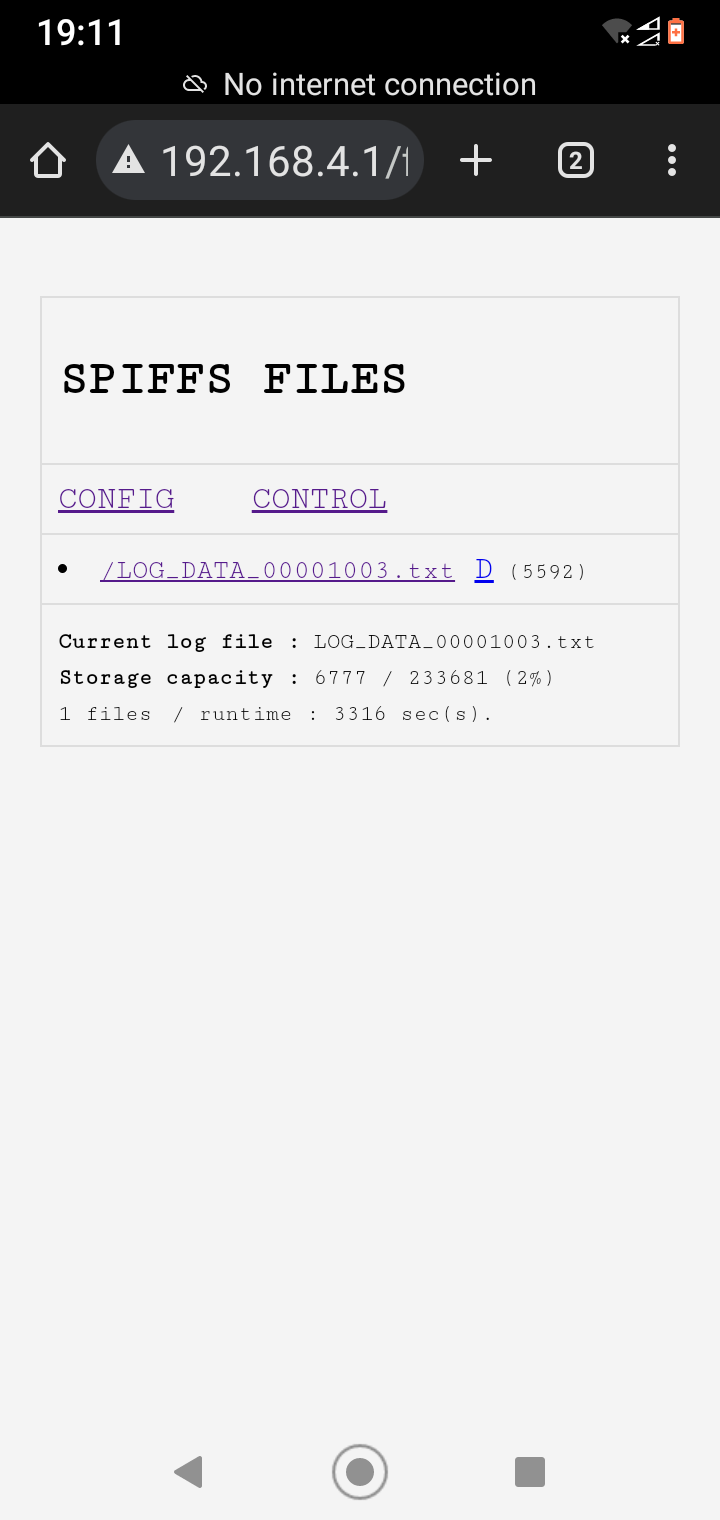 19:11
No internet connection
192.168.4.1/
2
SPIFFS FILES
CONFIG CONTROL
/LOG_DATA_00001003.txt D (5592)
Current log file : LOG_DATA_00001003.txt
Storage capacity : 6777 / 233681 (2%)
1 files / runtime : 3316 sec(s).